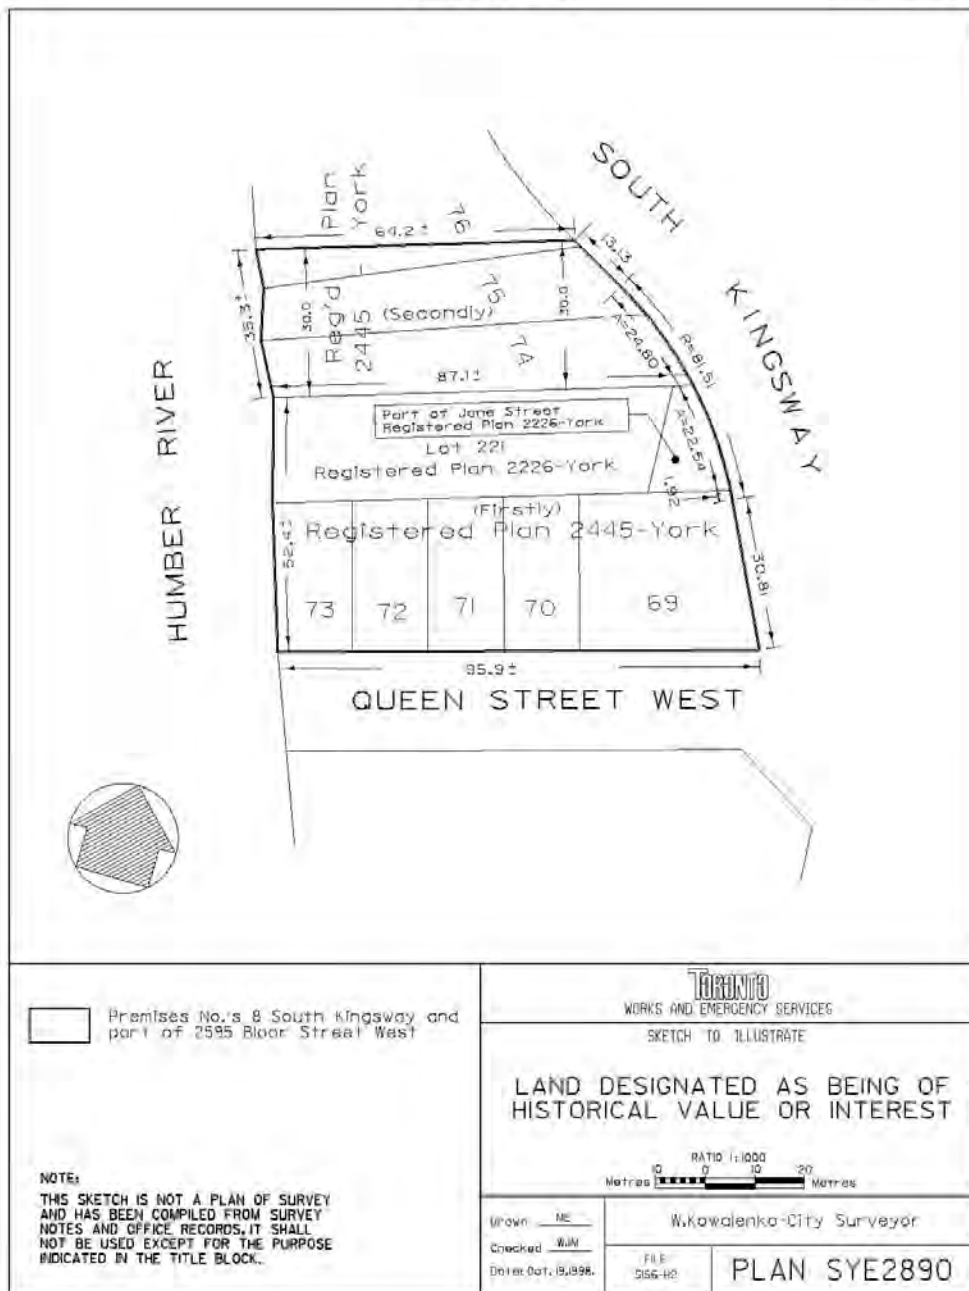 SOUTH
KINGSWAY
Plan
York
76
64.2±
13.13
35.3±
30.0
Reg'd
2445
(Secondly)
75
74
30.0
A=24.80
R=81.51
87.1±
Part of Jane Street
Registered Plan 2226-York
Lot 221
Registered Plan 2226-York
A=22.54
1.92
HUMBER RIVER
(Firstly)
Registered Plan 2445-York
52.4±
30.81
73
72
71
70
69
95.9±
QUEEN STREET WEST
Premises No.'s 8 South Kingsway and
part of 2595 Bloor Street West
NOTE:
THIS SKETCH IS NOT A PLAN OF SURVEY
AND HAS BEEN COMPILED FROM SURVEY
NOTES AND OFFICE RECORDS. IT SHALL
NOT BE USED EXCEPT FOR THE PURPOSE
INDICATED IN THE TITLE BLOCK.
TORONTO
WORKS AND EMERGENCY SERVICES
SKETCH TO ILLUSTRATE
LAND DESIGNATED AS BEING OF
HISTORICAL VALUE OR INTEREST
RATIO 1:1000
Metres 10 0 10 20 Metres
Drawn
Checked WJM
Date: Oct. 19, 1998.
W.Kowalenko-City Surveyor
FILE
S156-H2
PLAN SYE2890